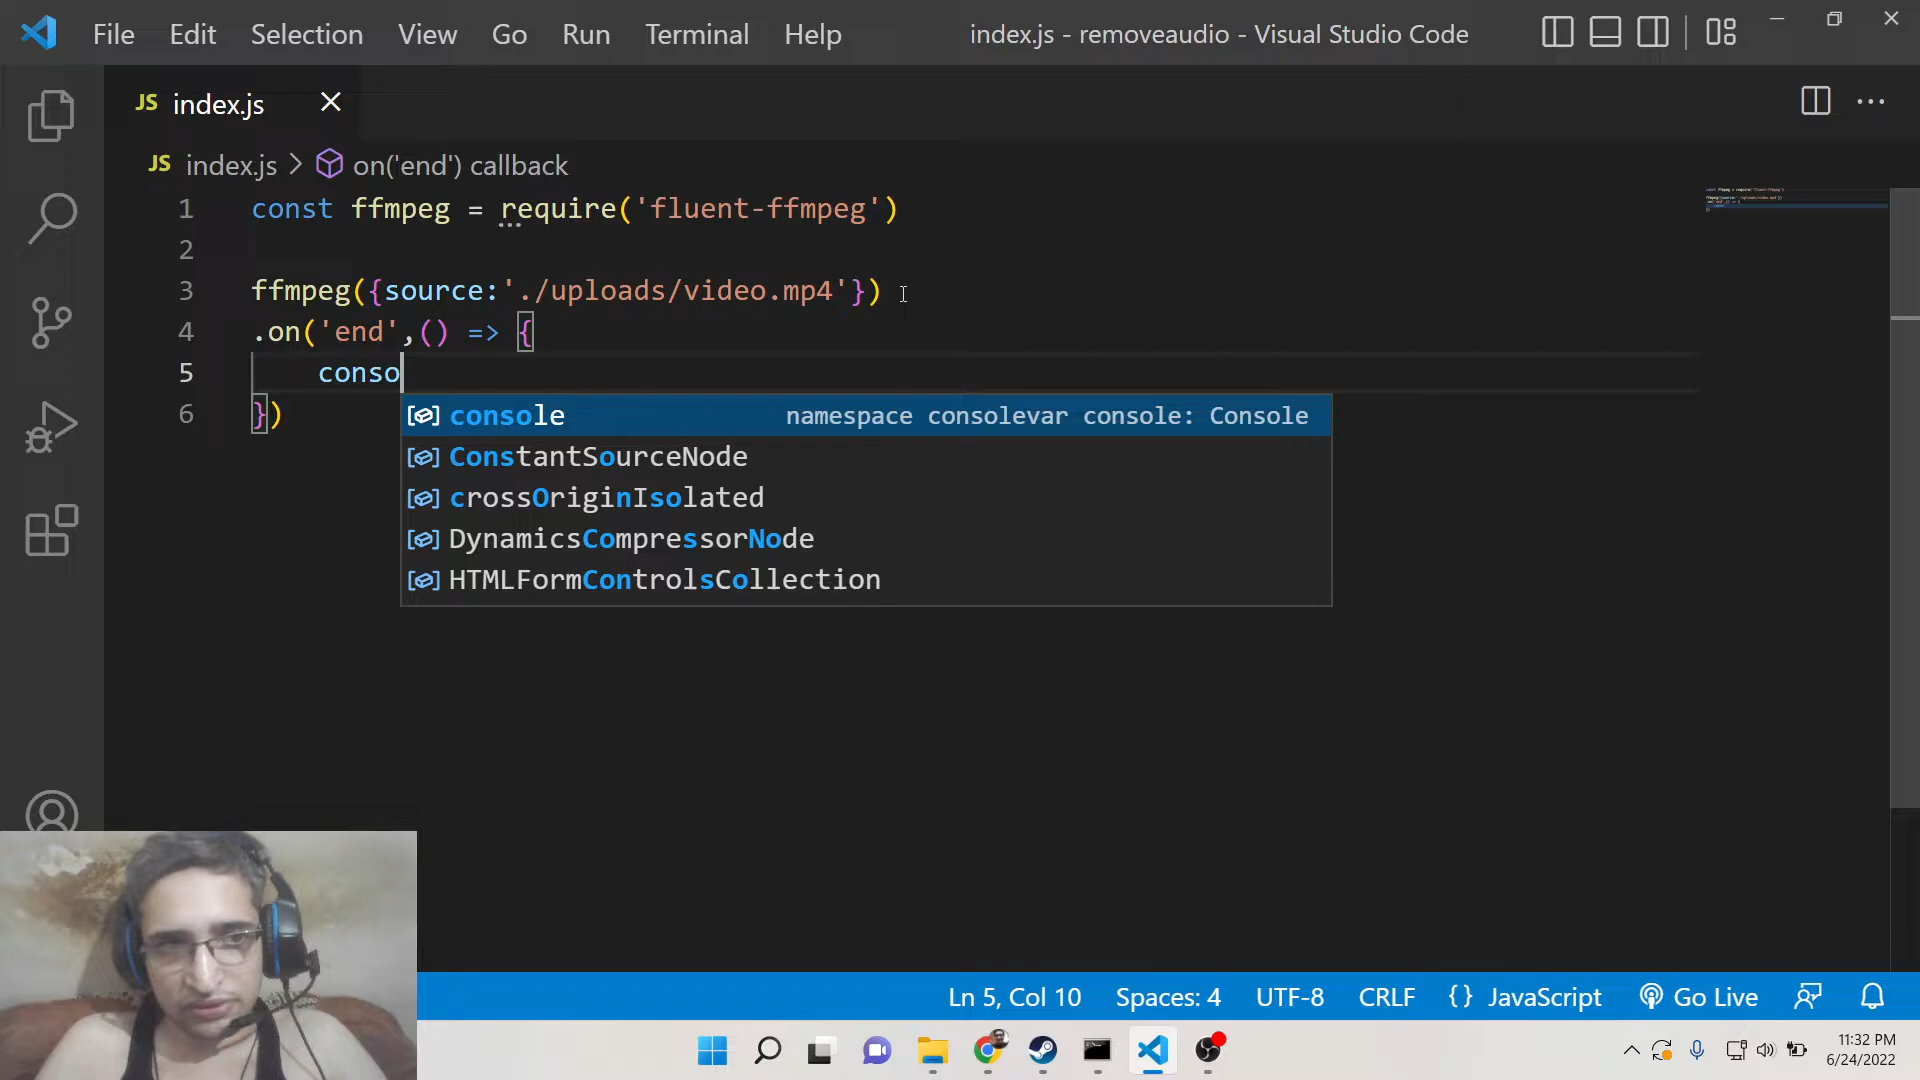 File Edit Selection View Go Run Terminal Help index.js - removeaudio - Visual Studio Code
JS index.js
JS index.js > on('end') callback
1 const ffmpeg = require('fluent-ffmpeg')
2
3 ffmpeg({source:'./uploads/video.mp4'})
4 .on('end',() => {
5 conso
6 })
console namespace consolevar console: Console
ConstantSourceNode
crossOriginIsolated
DynamicsCompressorNode
HTMLFormControlsCollection
Ln 5, Col 10 Spaces: 4 UTF-8 CRLF {} JavaScript Go Live
11:32 PM
6/24/2022